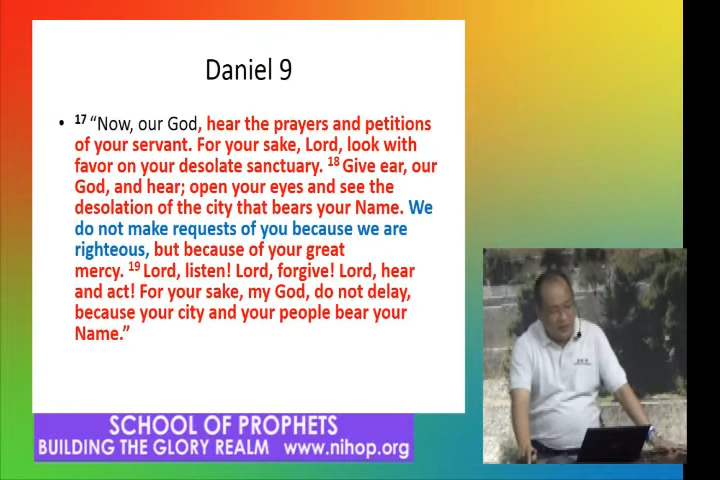 Daniel 9
• 17 “Now, our God, hear the prayers and petitions
of your servant. For your sake, Lord, look with
favor on your desolate sanctuary. 18 Give ear, our
God, and hear; open your eyes and see the
desolation of the city that bears your Name. We
do not make requests of you because we are
righteous, but because of your great
mercy. 19 Lord, listen! Lord, forgive! Lord, hear
and act! For your sake, my God, do not delay,
because your city and your people bear your
Name.”
SCHOOL OF PROPHETS
BUILDING THE GLORY REALM www.nihop.org